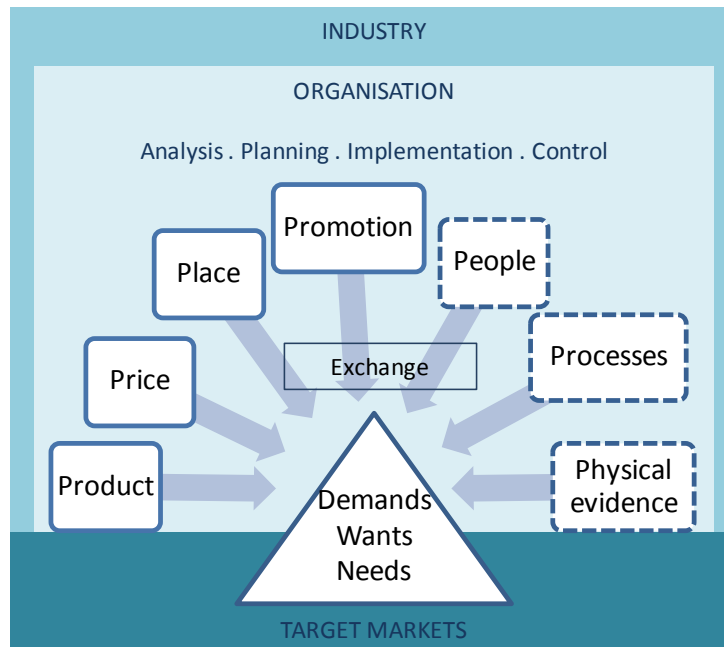 INDUSTRY
ORGANISATION
Analysis . Planning . Implementation . Control
Promotion
People
Place
Processes
Exchange
Price
Product
Physical
evidence
Demands
Wants
Needs
TARGET MARKETS